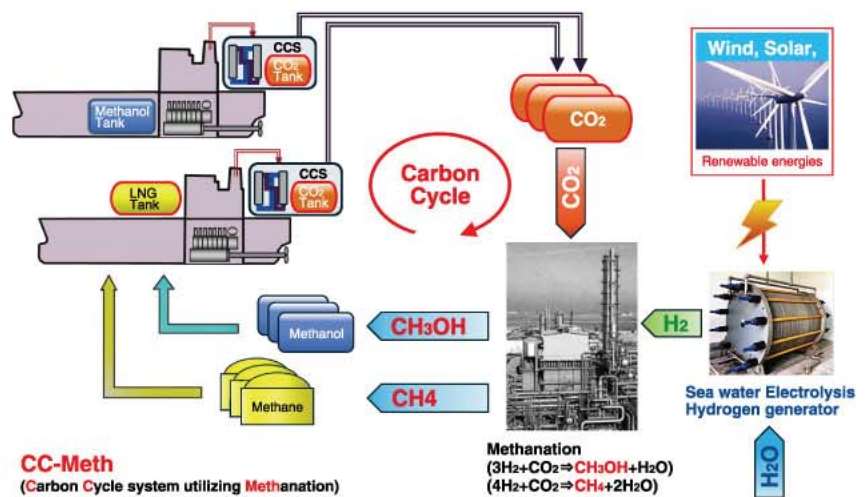 CCS
CO2
Tank
Methanol
Tank
CCS
CO2
Tank
LNG
Tank
Carbon
Cycle
CO2
CO2
Wind, Solar,
Renewable energies
H2
Sea water Electrolysis
Hydrogen generator
H2O
Methanol
CH3OH
Methane
CH4
Methanation
(3H2+CO2⇒CH3OH+H2O)
(4H2+CO2⇒CH4+2H2O)
CC-Meth
(Carbon Cycle system utilizing Methanation)